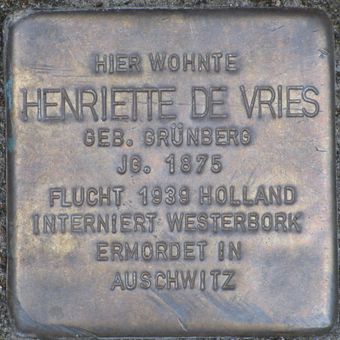 HIER WOHNTE
HENRIETTE DE VRIES
GEB. GRÜNBERG
JG. 1875
FLUCHT 1939 HOLLAND
INTERNIERT WESTERBORK
ERMORDET IN
AUSCHWITZ